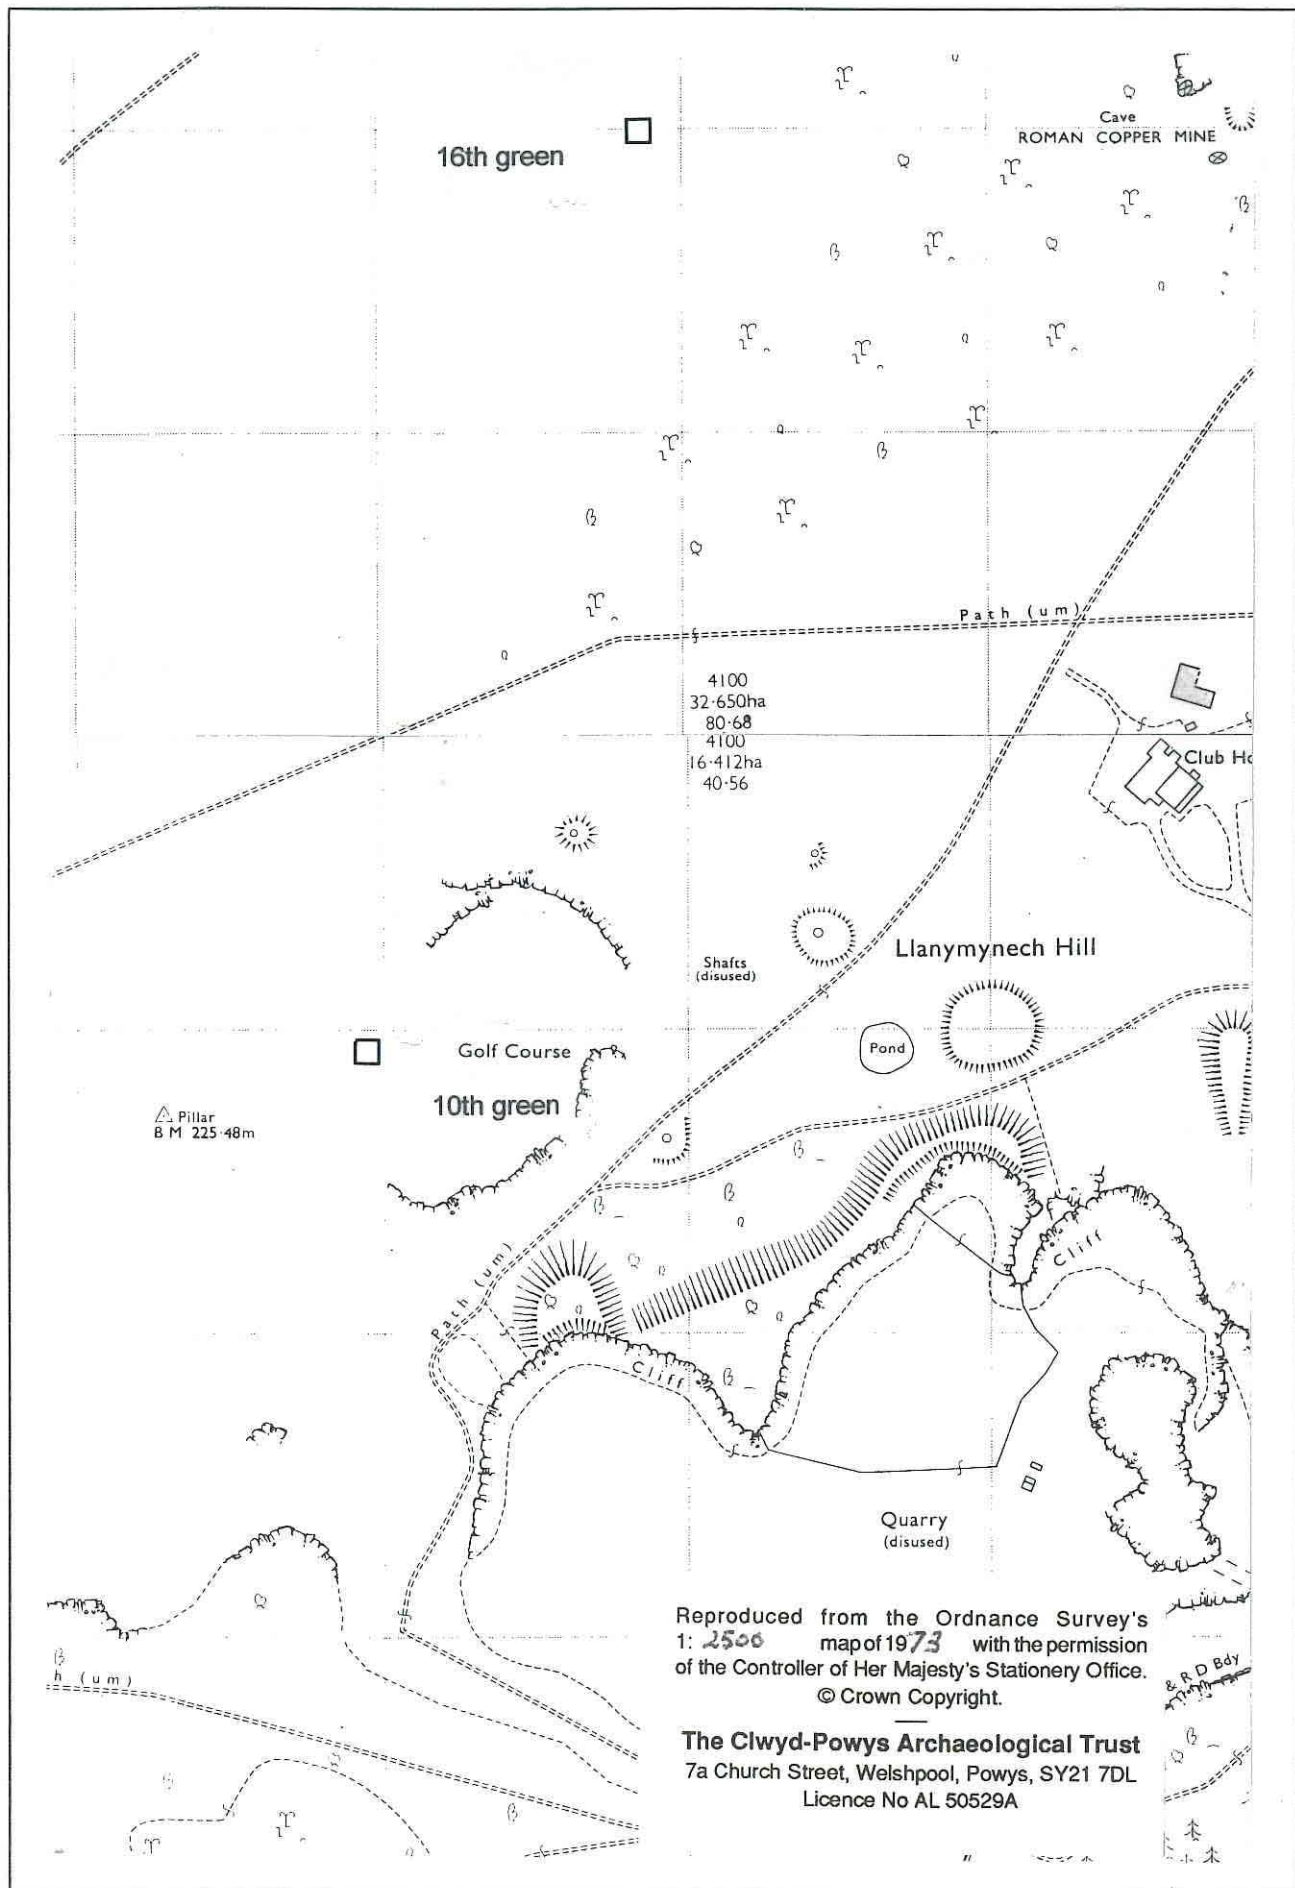 Cave
ROMAN COPPER MINE
16th green
Path (um)
4100
32·650ha
80·68
4100
16·412ha
40·56
Club Ho
Llanymynech Hill
Shafts
(disused)
Pond
Golf Course
10th green
Pillar
B M 225·48m
Path (um)
Cliff
Cliff
Quarry
(disused)
h (um)
& R D Bdy
Reproduced from the Ordnance Survey's
1: 2500 map of 1973 with the permission
of the Controller of Her Majesty's Stationery Office.
© Crown Copyright.
The Clwyd-Powys Archaeological Trust
7a Church Street, Welshpool, Powys, SY21 7DL
Licence No AL 50529A